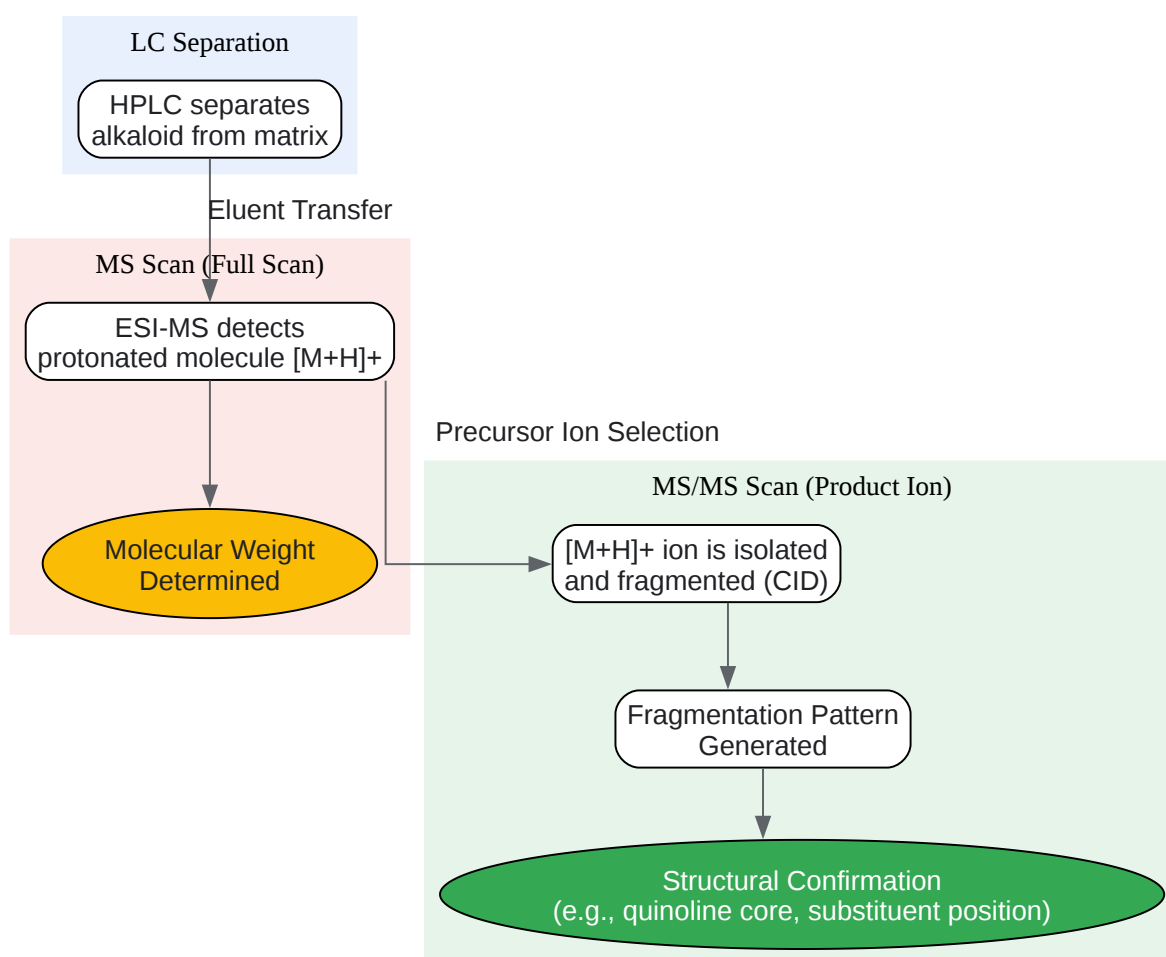 LC Separation
HPLC separates
alkaloid from matrix
Eluent Transfer
MS Scan (Full Scan)
ESI-MS detects
protonated molecule [M+H]+
Precursor Ion Selection
MS/MS Scan (Product Ion)
Molecular Weight
Determined
[M+H]+ ion is isolated
and fragmented (CID)
Fragmentation Pattern
Generated
Structural Confirmation
(e.g., quinoline core, substituent position)